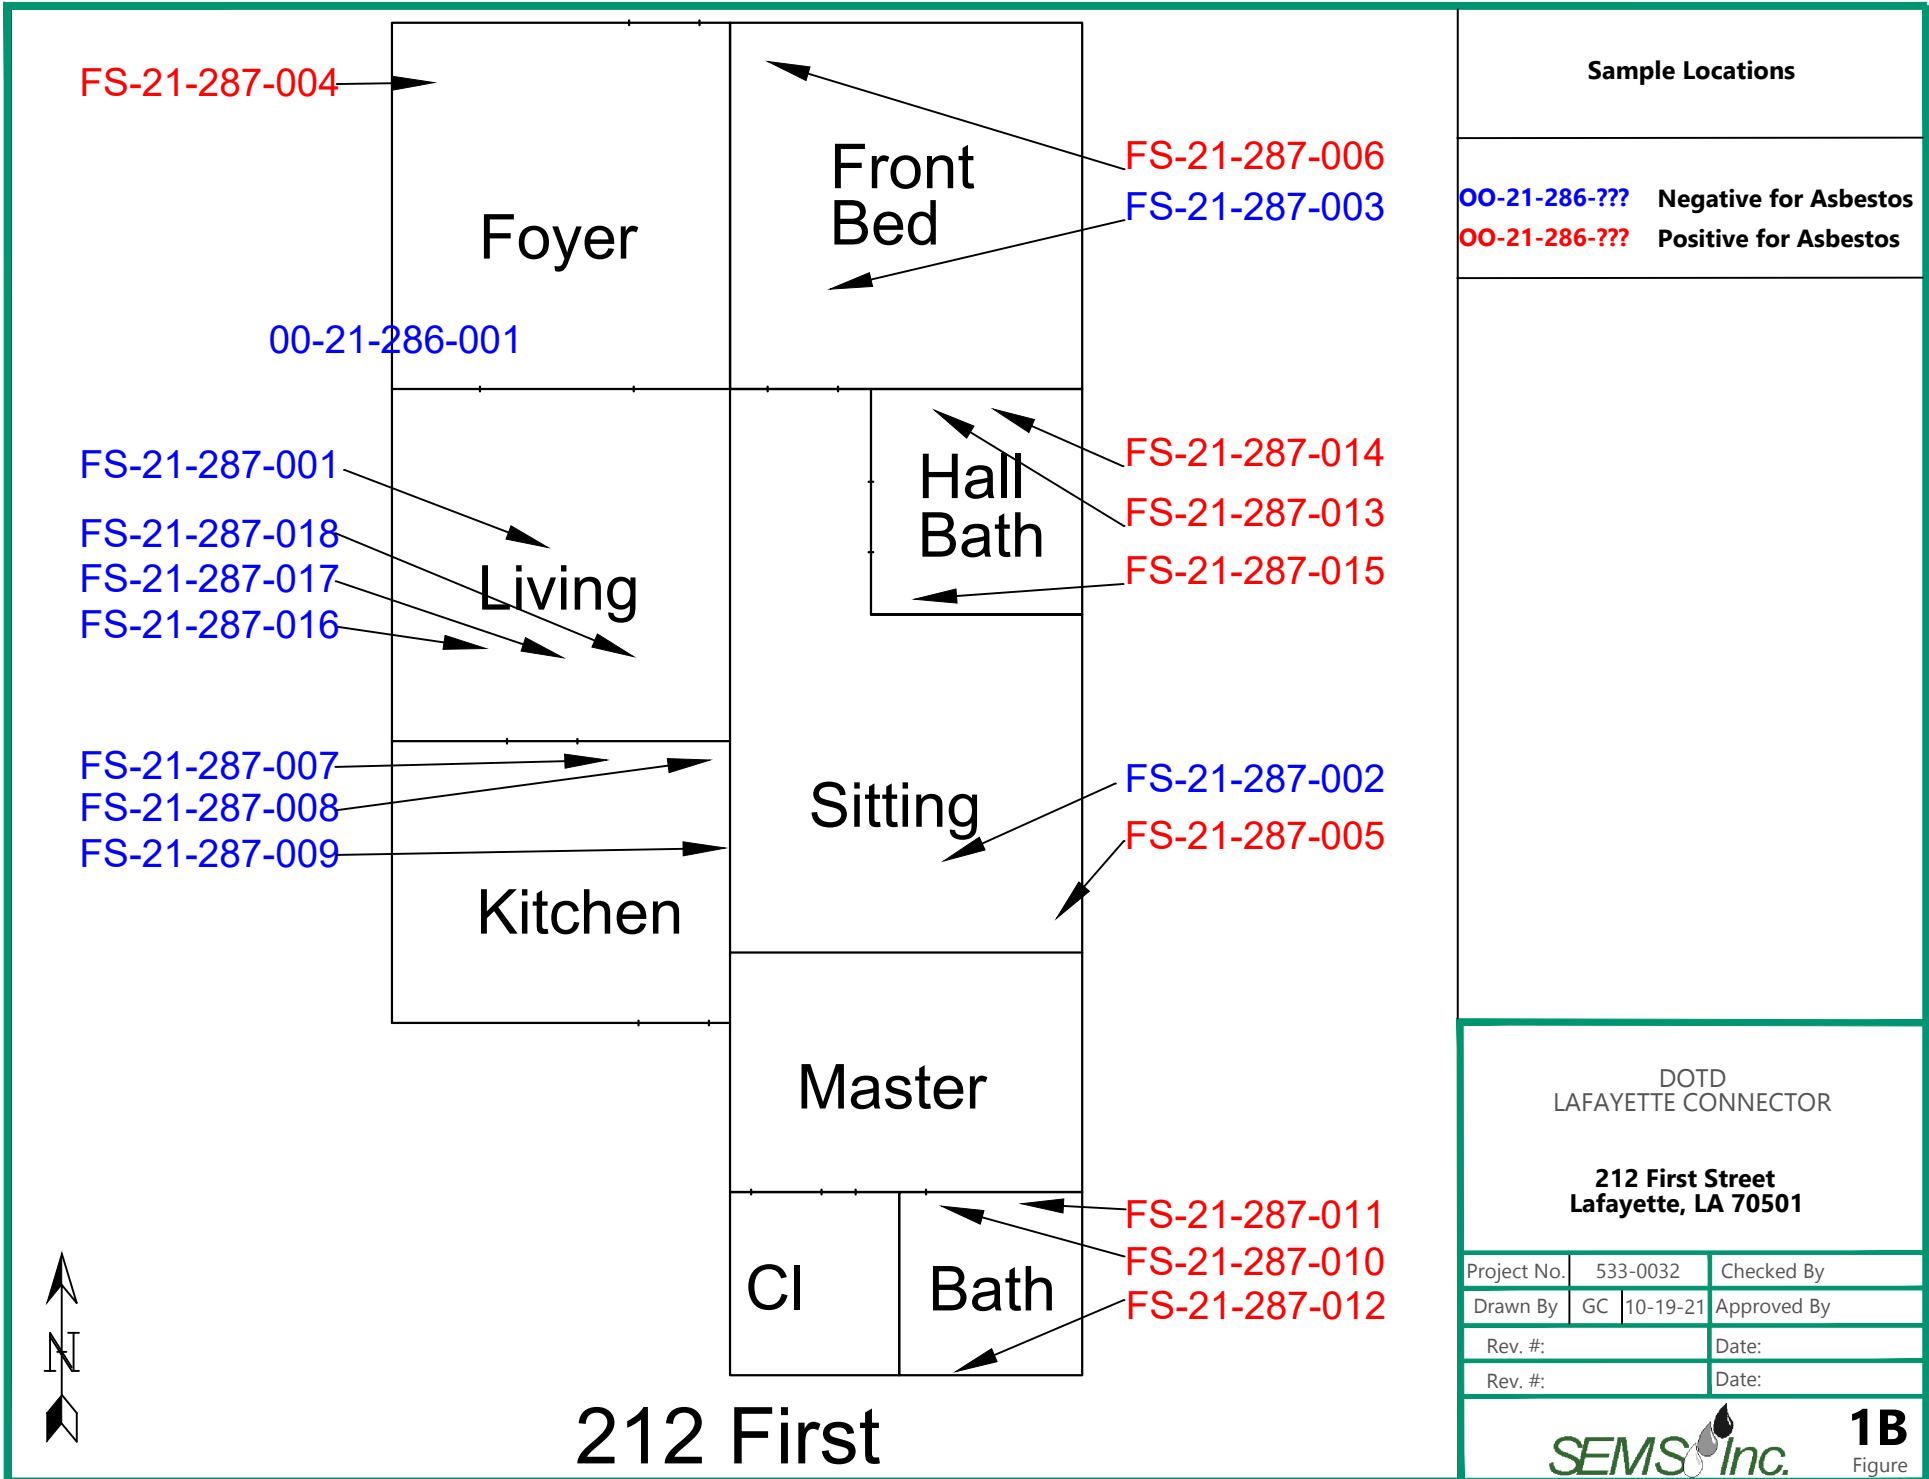 FS-21-287-004
Foyer
00-21-286-001
Front
Bed
FS-21-287-006
FS-21-287-003
FS-21-287-001
FS-21-287-018
FS-21-287-017
FS-21-287-016
Living
Hall
Bath
FS-21-287-014
FS-21-287-013
FS-21-287-015
FS-21-287-007
FS-21-287-008
FS-21-287-009
Kitchen
Sitting
FS-21-287-002
FS-21-287-005
Master
Cl
Bath
FS-21-287-011
FS-21-287-010
FS-21-287-012
N
212 First
Sample Locations
OO-21-286-??? Negative for Asbestos
OO-21-286-??? Positive for Asbestos
DOTD
LAFAYETTE CONNECTOR
212 First Street
Lafayette, LA 70501
Project No. 533-0032 Checked By
Drawn By GC 10-19-21 Approved By
Rev. #: Date:
Rev. #: Date:
SEMS Inc.
1B
Figure